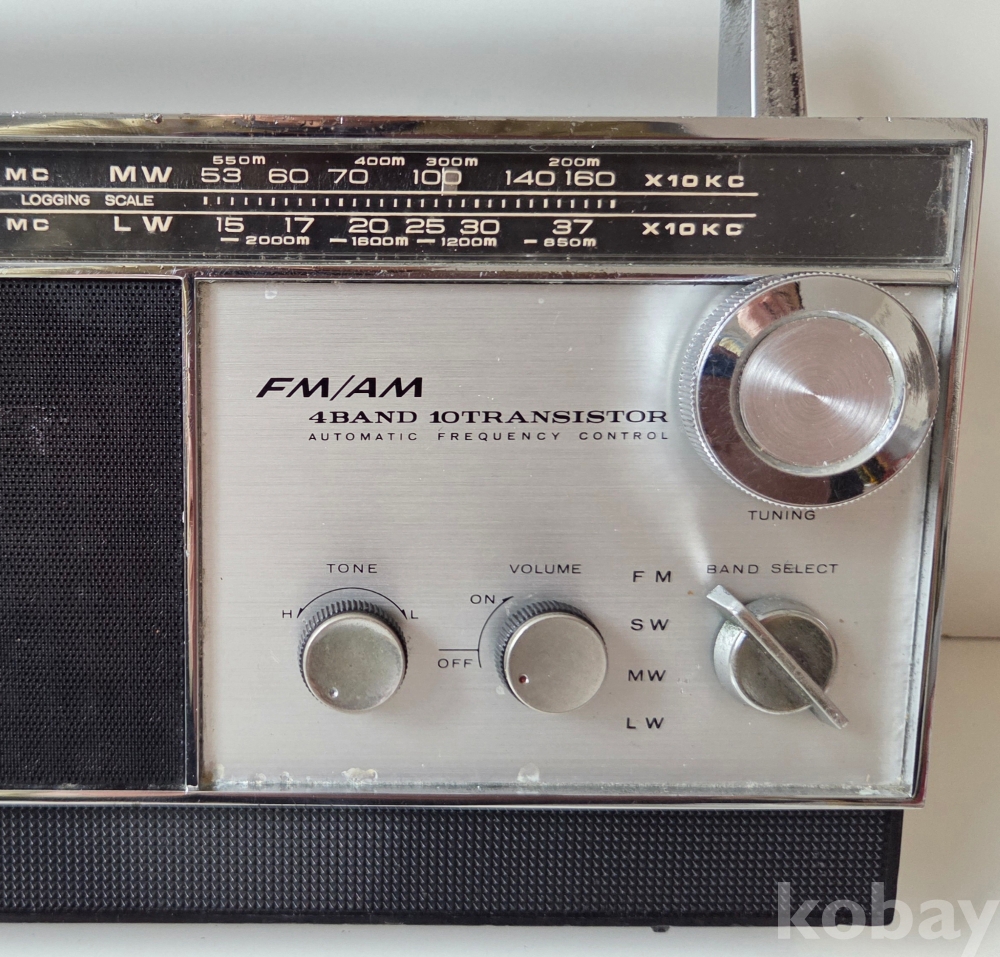 550m 400m 300m 200m
MC MW 53 60 70 100 140 160 X10KC
LOGGING SCALE
MC LW 15 17 20 25 30 37 X10KC
2000m 1600m 1200m 850m
FM/AM
4BAND 10TRANSISTOR
AUTOMATIC FREQUENCY CONTROL
TUNING
TONE VOLUME FM BAND SELECT
H L ON
SW
OFF
MW
LW
kobay